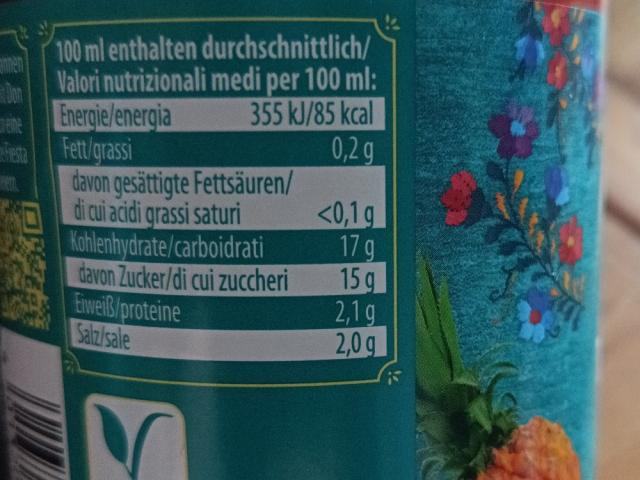 100 ml enthalten durchschnittlich/
Valori nutrizionali medi per 100 ml:
Energie/energia 355 kJ/85 kcal
Fett/grassi 0,2 g
davon gesättigte Fettsäuren/
di cui acidi grassi saturi <0,1 g
Kohlenhydrate/carboidrati 17 g
davon Zucker/di cui zuccheri 15 g
Eiweiß/proteine 2,1 g
Salz/sale 2,0 g